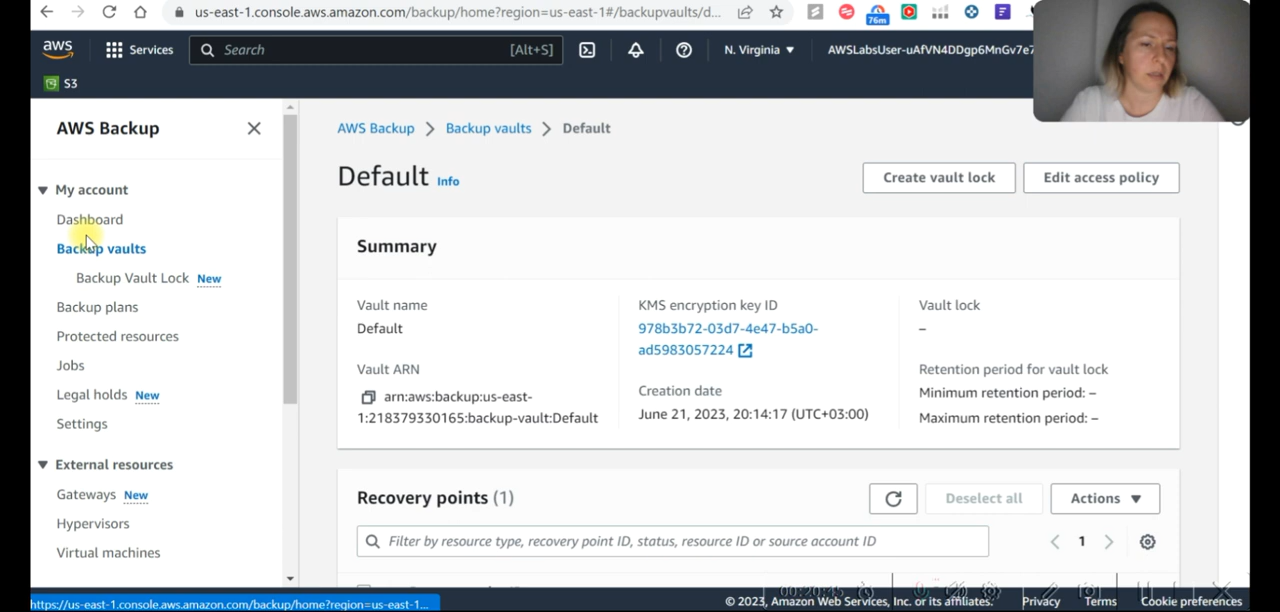 us-east-1.console.aws.amazon.com/backup/home?region=us-east-1#/backupvaults/d...
76m
aws
Services
Search
[Alt+S]
N. Virginia
AWSLabsUser-uAfVN4DDgp6MnGv7e7
S3
AWS Backup
My account
Dashboard
Backup vaults
Backup Vault Lock New
Backup plans
Protected resources
Jobs
Legal holds New
Settings
External resources
Gateways New
Hypervisors
Virtual machines
AWS Backup > Backup vaults > Default
Default Info
Create vault lock
Edit access policy
Summary
Vault name
Default
Vault ARN
arn:aws:backup:us-east-
1:218379330165:backup-vault:Default
KMS encryption key ID
978b3b72-03d7-4e47-b5a0-
ad5983057224
Creation date
June 21, 2023, 20:14:17 (UTC+03:00)
Vault lock
–
Retention period for vault lock
Minimum retention period: –
Maximum retention period: –
Recovery points (1)
Deselect all
Actions
Filter by resource type, recovery point ID, status, resource ID or source account ID
1
https://us-east-1.console.aws.amazon.com/backup/home?region=us-east-1...
© 2023, Amazon Web Services, Inc. or its affiliates.
Privacy
Terms
Cookie preferences